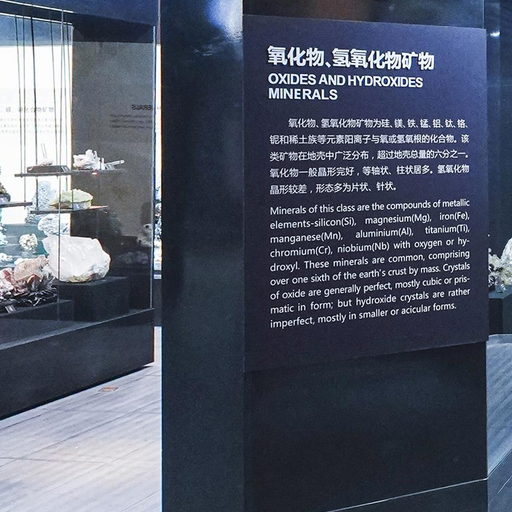 氧化物、氢氧化物矿物
OXIDES AND HYDROXIDES
MINERALS
氧化物、氢氧化物矿物为硅、镁、铁、锰、铝、钛、铬、
铌和稀土族等元素阳离子与氧或氢氧根的化合物。该
类矿物在地壳中广泛分布，超过地壳总量的六分之一。
氧化物一般晶形完好，等轴状、柱状居多。氢氧化物
晶形较差，形态多为片状、针状。
Minerals of this class are the compounds of metallic
elements-silicon(Si), magnesium(Mg), iron(Fe),
manganese(Mn), aluminium(Al), titanium(Ti),
chromium(Cr), niobium(Nb) with oxygen or hy-
droxyl. These minerals are common, comprising
over one sixth of the earth's crust by mass. Crystals
of oxide are generally perfect, mostly cubic or pris-
matic in form; but hydroxide crystals are rather
imperfect, mostly in smaller or acicular forms.